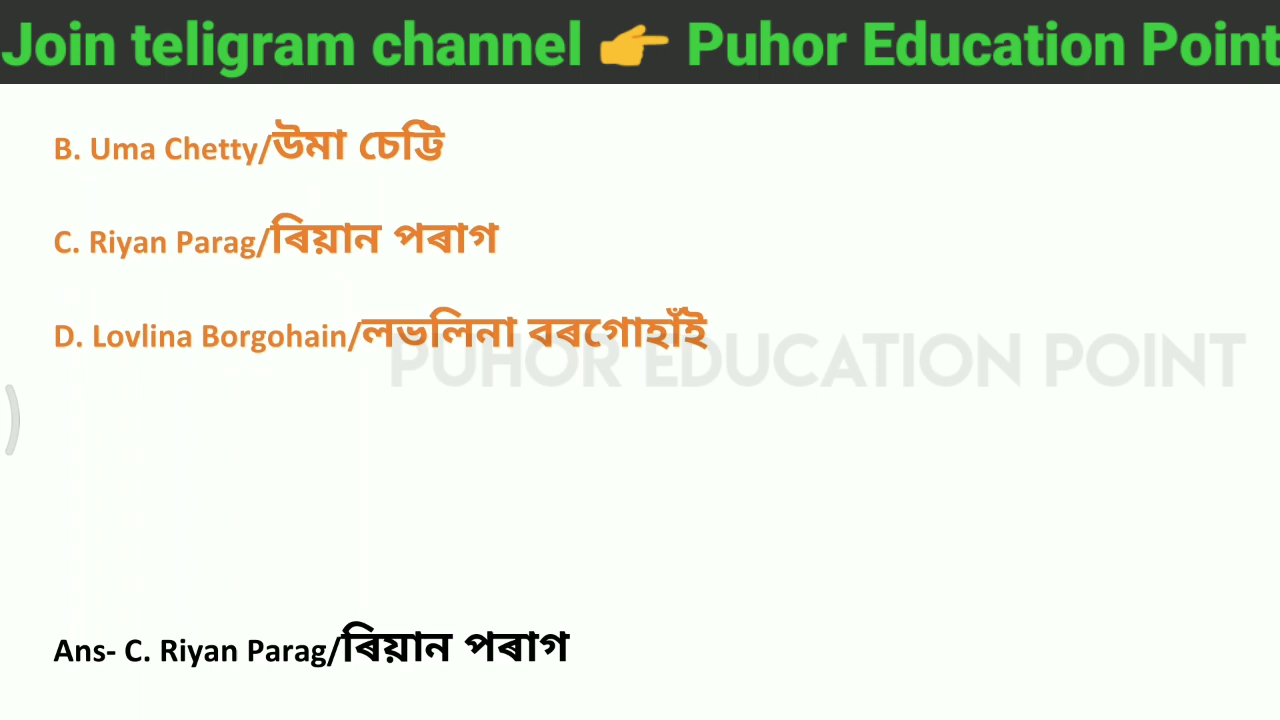 Join teligram channel 👉 Puhor Education Point
B. Uma Chetty/উমা চেট্টি
C. Riyan Parag/ৰিয়ান পৰাগ
D. Lovlina Borgohain/লভলিনা বৰগোহাঁই
PUHOR EDUCATION POINT
Ans- C. Riyan Parag/ৰিয়ান পৰাগ